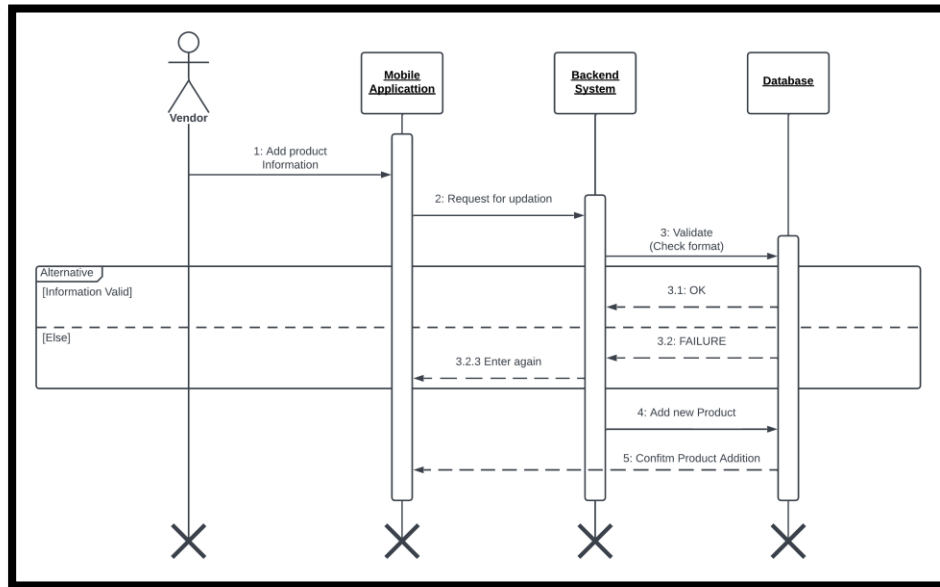 Vendor
Mobile
Applicattion
Backend
System
Database
1: Add product
Information
2: Request for updation
3: Validate
(Check format)
Alternative
[Information Valid]
3.1: OK
[Else]
3.2: FAILURE
3.2.3 Enter again
4: Add new Product
5: Confitm Product Addition